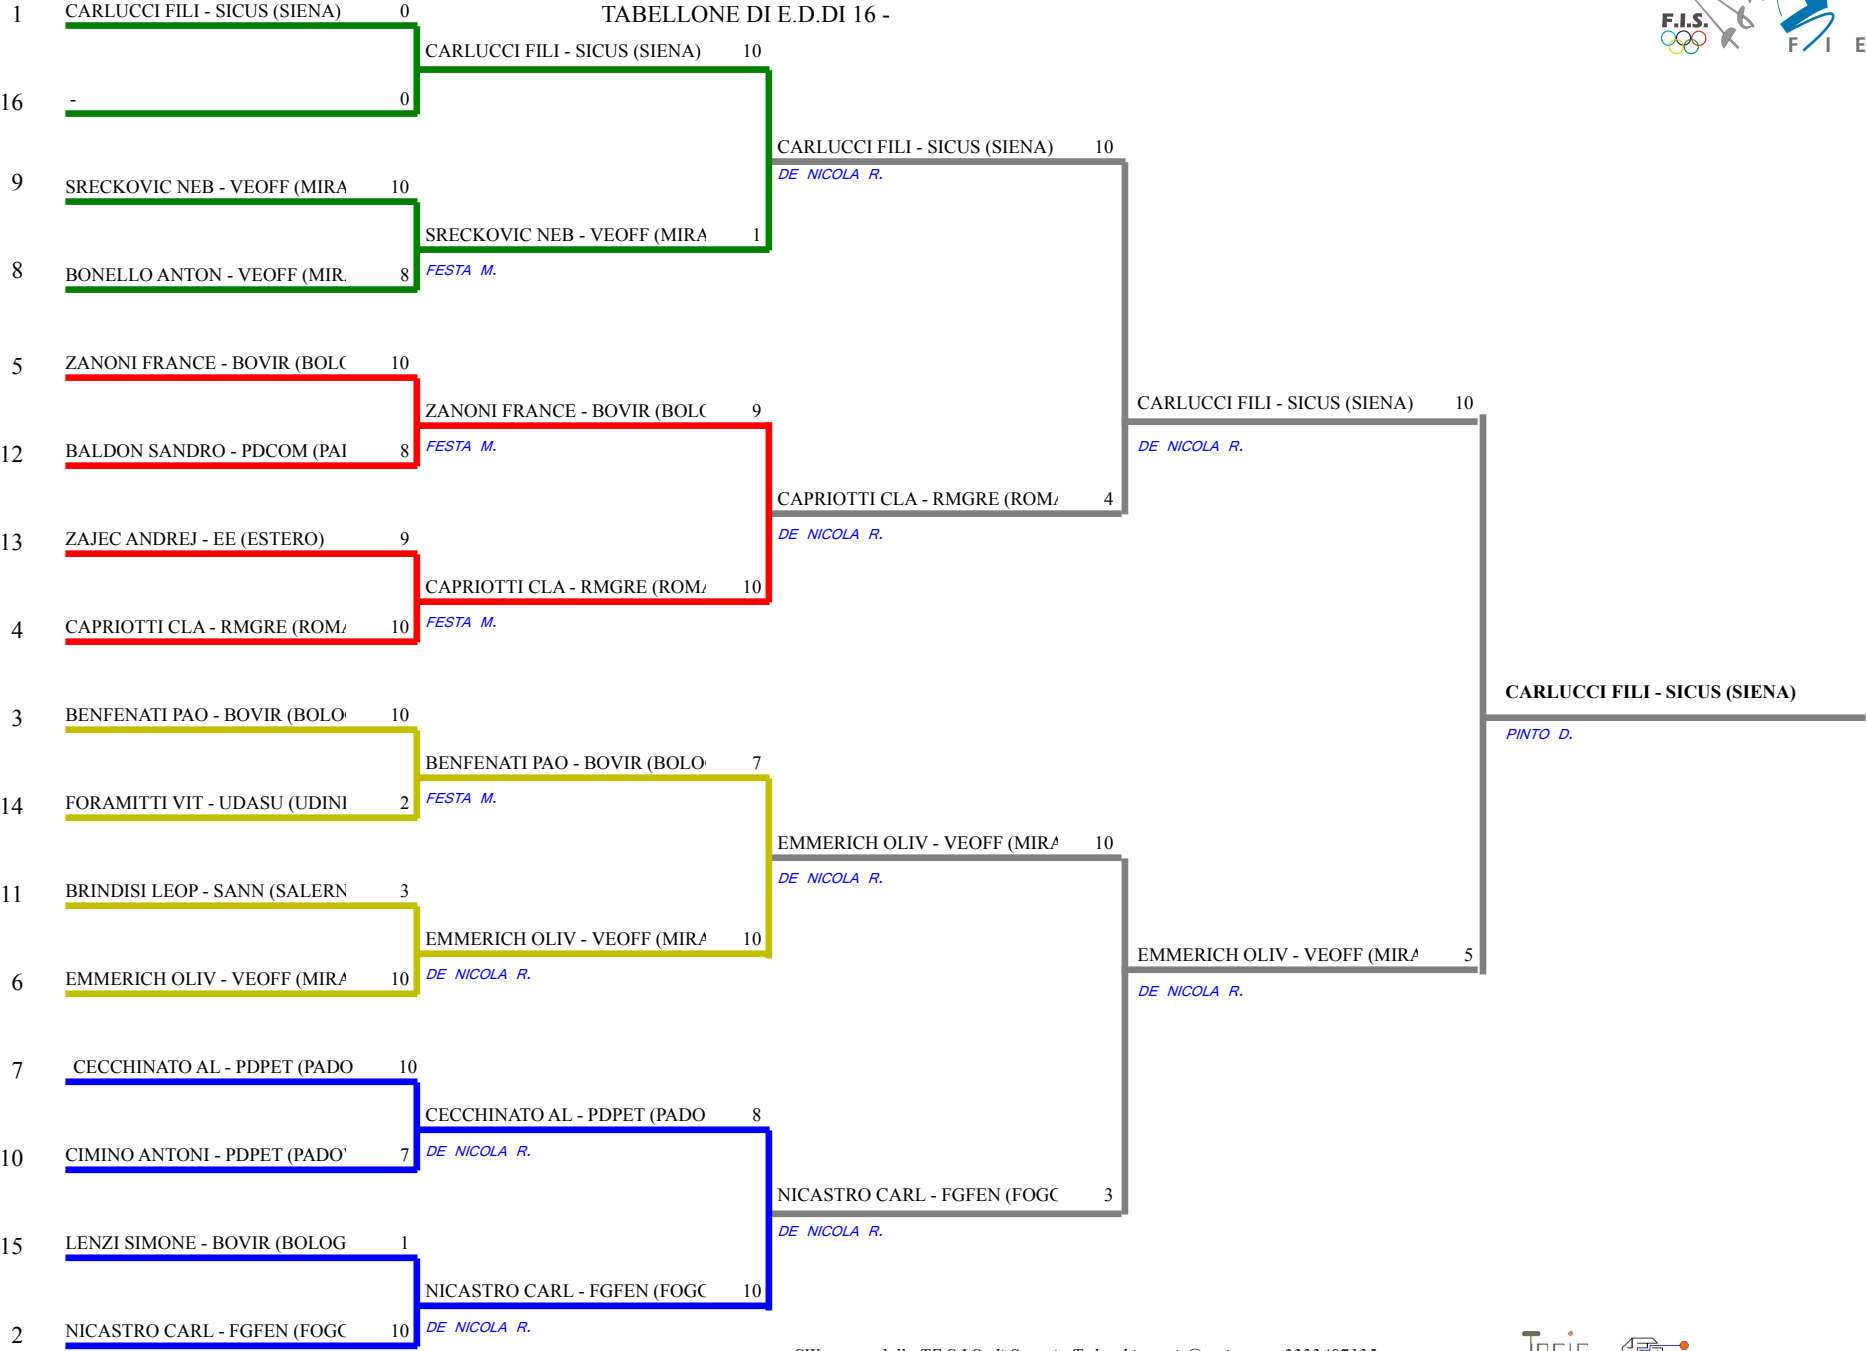 TABELLONE DI E.D.DI 16 -
F.I.S.
F I E
1 CARLUCCI FILI - SICUS (SIENA) 0
CARLUCCI FILI - SICUS (SIENA) 10
16 - 0
CARLUCCI FILI - SICUS (SIENA) 10
DE NICOLA R.
9 SRECKOVIC NEB - VEOFF (MIRA 10
SRECKOVIC NEB - VEOFF (MIRA 1
FESTA M.
8 BONELLO ANTON - VEOFF (MIR 8
5 ZANONI FRANCE - BOVIR (BOLO 10
ZANONI FRANCE - BOVIR (BOLO 9
FESTA M.
CARLUCCI FILI - SICUS (SIENA) 10
DE NICOLA R.
12 BALDON SANDRO - PDCOM (PAI 8
CAPRIOTTI CLA - RMGRE (ROMA 4
DE NICOLA R.
13 ZAJEC ANDREJ - EE (ESTERO) 9
CAPRIOTTI CLA - RMGRE (ROMA 10
FESTA M.
4 CAPRIOTTI CLA - RMGRE (ROMA 10
CARLUCCI FILI - SICUS (SIENA)
PINTO D.
3 BENFENATI PAO - BOVIR (BOLO 10
BENFENATI PAO - BOVIR (BOLO 7
FESTA M.
14 FORAMITTI VIT - UDASU (UDINI 2
EMMERICH OLIV - VEOFF (MIRA 10
DE NICOLA R.
11 BRINDISI LEOP - SANN (SALERN 3
EMMERICH OLIV - VEOFF (MIRA 10
DE NICOLA R.
6 EMMERICH OLIV - VEOFF (MIRA 10
EMMERICH OLIV - VEOFF (MIRA 5
DE NICOLA R.
7 CECCHINATO AL - PDPET (PADO 10
CECCHINATO AL - PDPET (PADO 8
DE NICOLA R.
10 CIMINO ANTONI - PDPET (PADO 7
NICASTRO CARL - FGFEN (FOGG 3
DE NICOLA R.
15 LENZI SIMONE - BOVIR (BOLOG 1
NICASTRO CARL - FGFEN (FOGG 10
DE NICOLA R.
2 NICASTRO CARL - FGFEN (FOGG 10